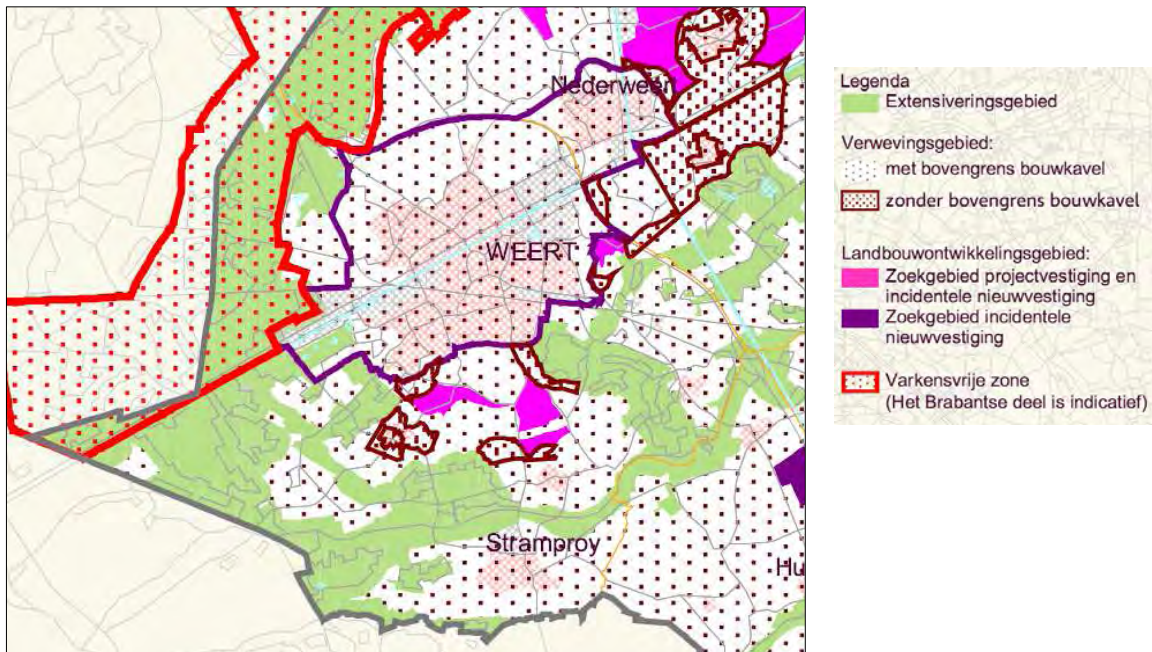 Nederweert
WEERT
Stramproy
Hu
Legenda
Extensiveringsgebied
Verwevingsgebied:
met bovengrens bouwkavel
zonder bovengrens bouwkavel
Landbouwontwikkelingsgebied:
Zoekgebied projectvestiging en
incidentele nieuwvestiging
Zoekgebied incidentele
nieuwvestiging
Varkensvrije zone
(Het Brabantse deel is indicatief)